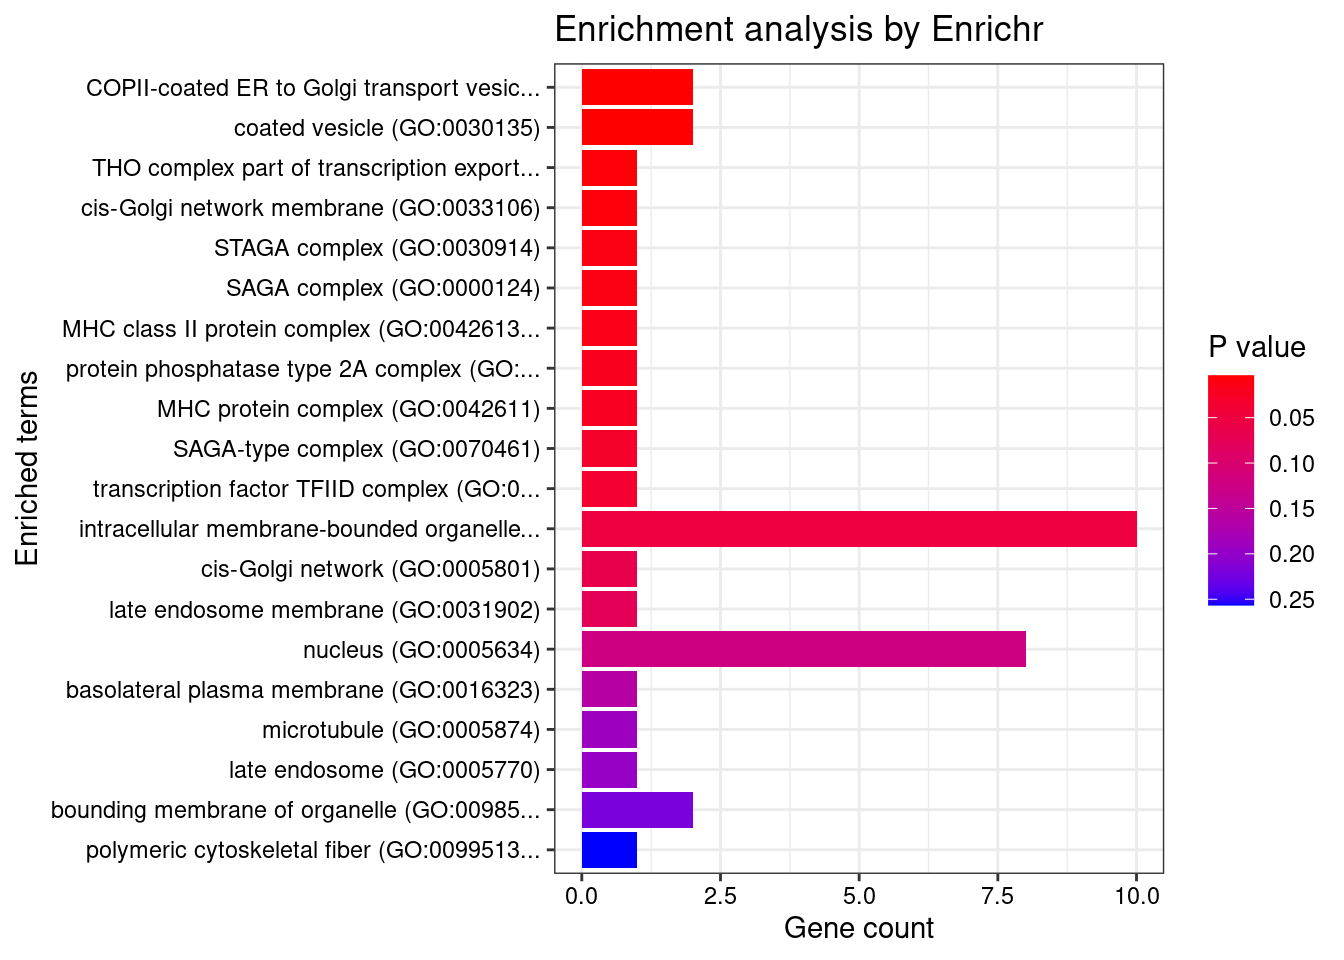 Enrichment analysis by Enrichr
COPII-coated ER to Golgi transport vesic...
coated vesicle (GO:0030135)
THO complex part of transcription export...
cis-Golgi network membrane (GO:0033106)
STAGA complex (GO:0030914)
SAGA complex (GO:0000124)
MHC class II protein complex (GO:0042613...
protein phosphatase type 2A complex (GO:...
MHC protein complex (GO:0042611)
SAGA-type complex (GO:0070461)
transcription factor TFIID complex (GO:0...
intracellular membrane-bounded organelle...
cis-Golgi network (GO:0005801)
late endosome membrane (GO:0031902)
nucleus (GO:0005634)
basolateral plasma membrane (GO:0016323)
microtubule (GO:0005874)
late endosome (GO:0005770)
bounding membrane of organelle (GO:00985...
polymeric cytoskeletal fiber (GO:0099513...
Enriched terms
0.0 2.5 5.0 7.5 10.0
Gene count
P value
0.05
0.10
0.15
0.20
0.25